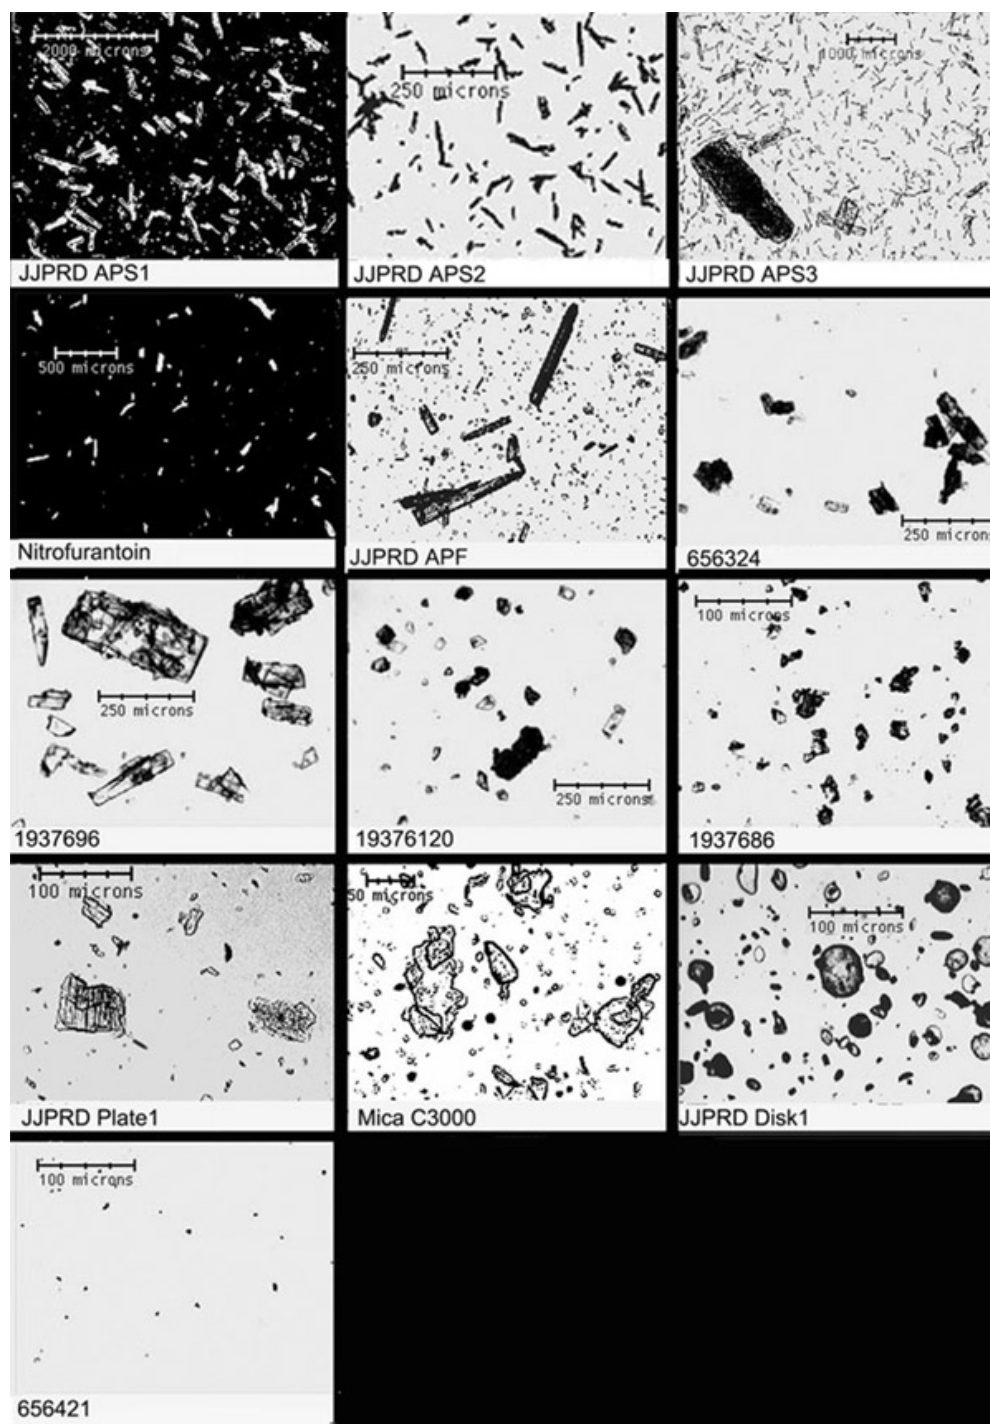 2000 microns
JJPRD APS1
250 microns
JJPRD APS2
1000 microns
JJPRD APS3
500 microns
Nitrofurantoin
250 microns
JJPRD APF
250 microns
656324
250 microns
1937696
250 microns
19376120
100 microns
1937686
100 microns
JJPRD Plate1
50 microns
Mica C3000
100 microns
JJPRD Disk1
100 microns
656421